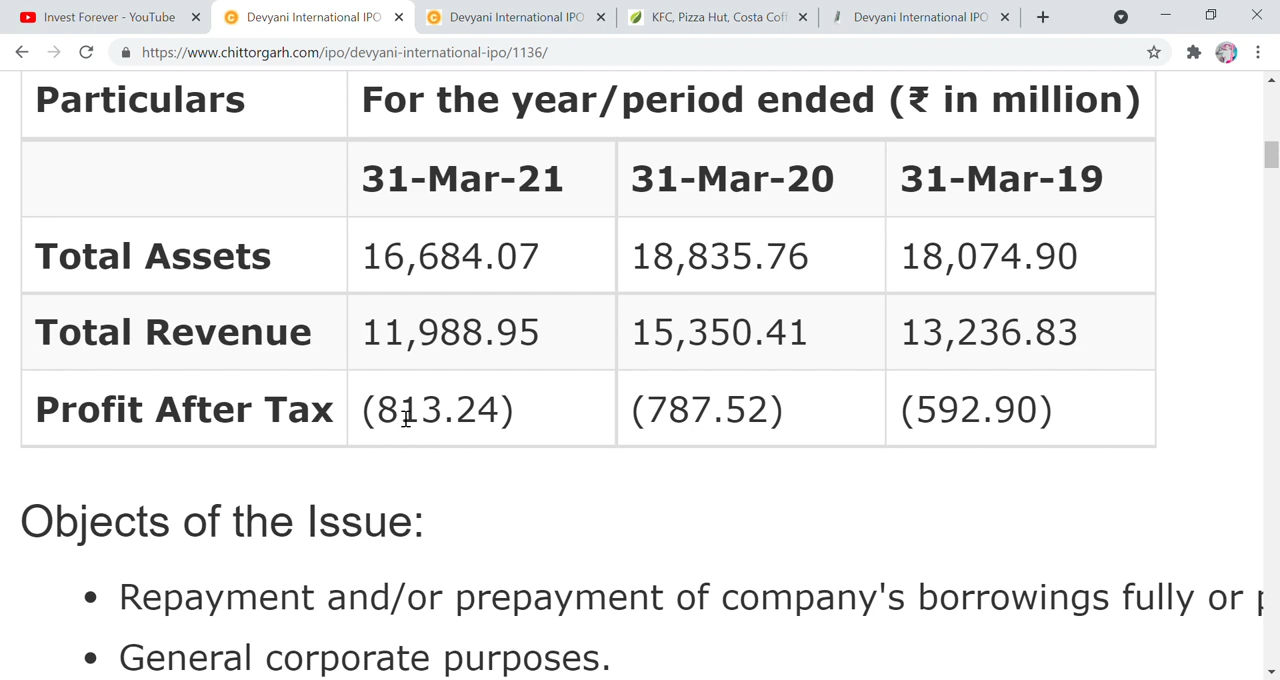 Invest Forever - YouTube
Devyani International IPO
Devyani International IPO
KFC, Pizza Hut, Costa Coff
Devyani International IPO
https://www.chittorgarh.com/ipo/devyani-international-ipo/1136/
Particulars For the year/period ended (₹ in million)
31-Mar-21 31-Mar-20 31-Mar-19
Total Assets 16,684.07 18,835.76 18,074.90
Total Revenue 11,988.95 15,350.41 13,236.83
Profit After Tax (813.24) (787.52) (592.90)
Objects of the Issue:
• Repayment and/or prepayment of company's borrowings fully or
• General corporate purposes.